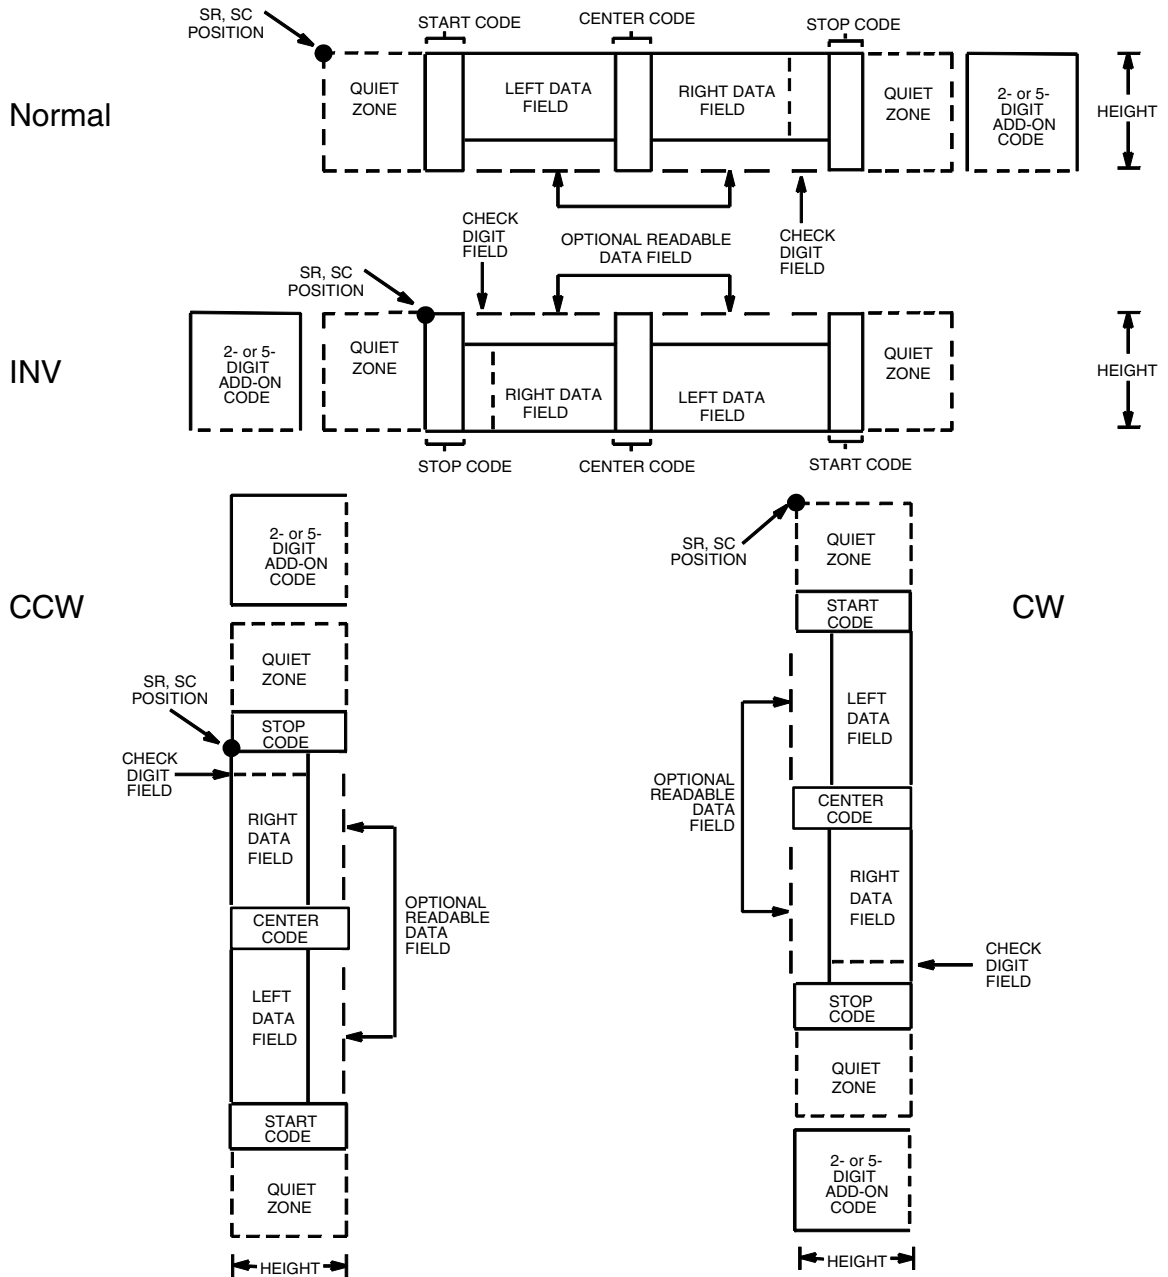 SR, SC
POSITION
START CODE
CENTER CODE
STOP CODE
Normal
QUIET
ZONE
LEFT DATA
FIELD
RIGHT DATA
FIELD
QUIET
ZONE
2- or 5-
DIGIT
ADD-ON
CODE
HEIGHT
CHECK
DIGIT
FIELD
OPTIONAL READABLE
DATA FIELD
CHECK
DIGIT
FIELD
SR, SC
POSITION
INV
2- or 5-
DIGIT
ADD-ON
CODE
QUIET
ZONE
RIGHT DATA
FIELD
LEFT DATA
FIELD
QUIET
ZONE
HEIGHT
STOP CODE
CENTER CODE
START CODE
CCW
2- or 5-
DIGIT
ADD-ON
CODE
QUIET
ZONE
SR, SC
POSITION
STOP
CODE
CHECK
DIGIT
FIELD
RIGHT
DATA
FIELD
OPTIONAL
READABLE
DATA
FIELD
CENTER
CODE
LEFT
DATA
FIELD
START
CODE
QUIET
ZONE
HEIGHT
CW
SR, SC
POSITION
QUIET
ZONE
START
CODE
LEFT
DATA
FIELD
OPTIONAL
READABLE
DATA
FIELD
CENTER
CODE
RIGHT
DATA
FIELD
CHECK
DIGIT
FIELD
STOP
CODE
QUIET
ZONE
2- or 5-
DIGIT
ADD-ON
CODE
HEIGHT